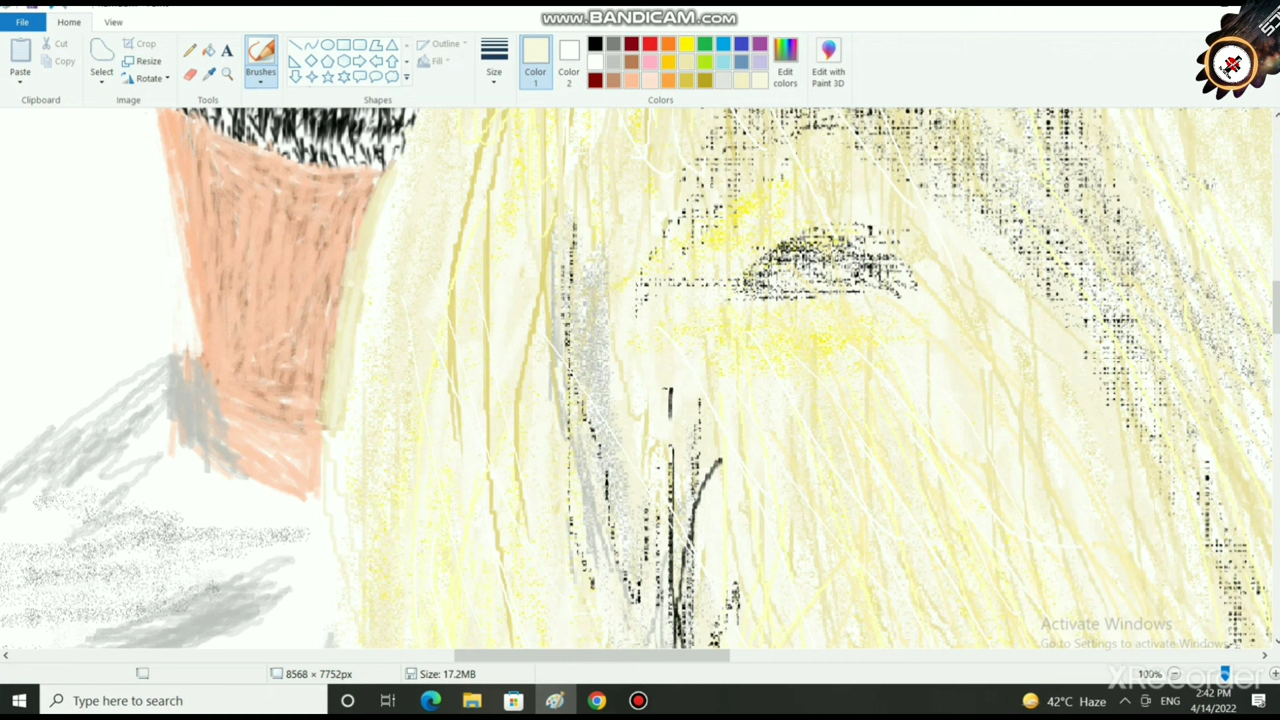 www.BANDICAM.com
File
Home
View
Paste
Cut
Copy
Clipboard
Select
Crop
Resize
Rotate
Image
Tools
Brushes
Shapes
Outline
Fill
Size
Color
1
Color
2
Colors
Edit
colors
Edit with
Paint 3D
Activate Windows
Go to Settings to activate Windows.
XRecorder
8568 × 7752px
Size: 17.2MB
100%
Type here to search
42°C Haze
ENG
2:42 PM
4/14/2022